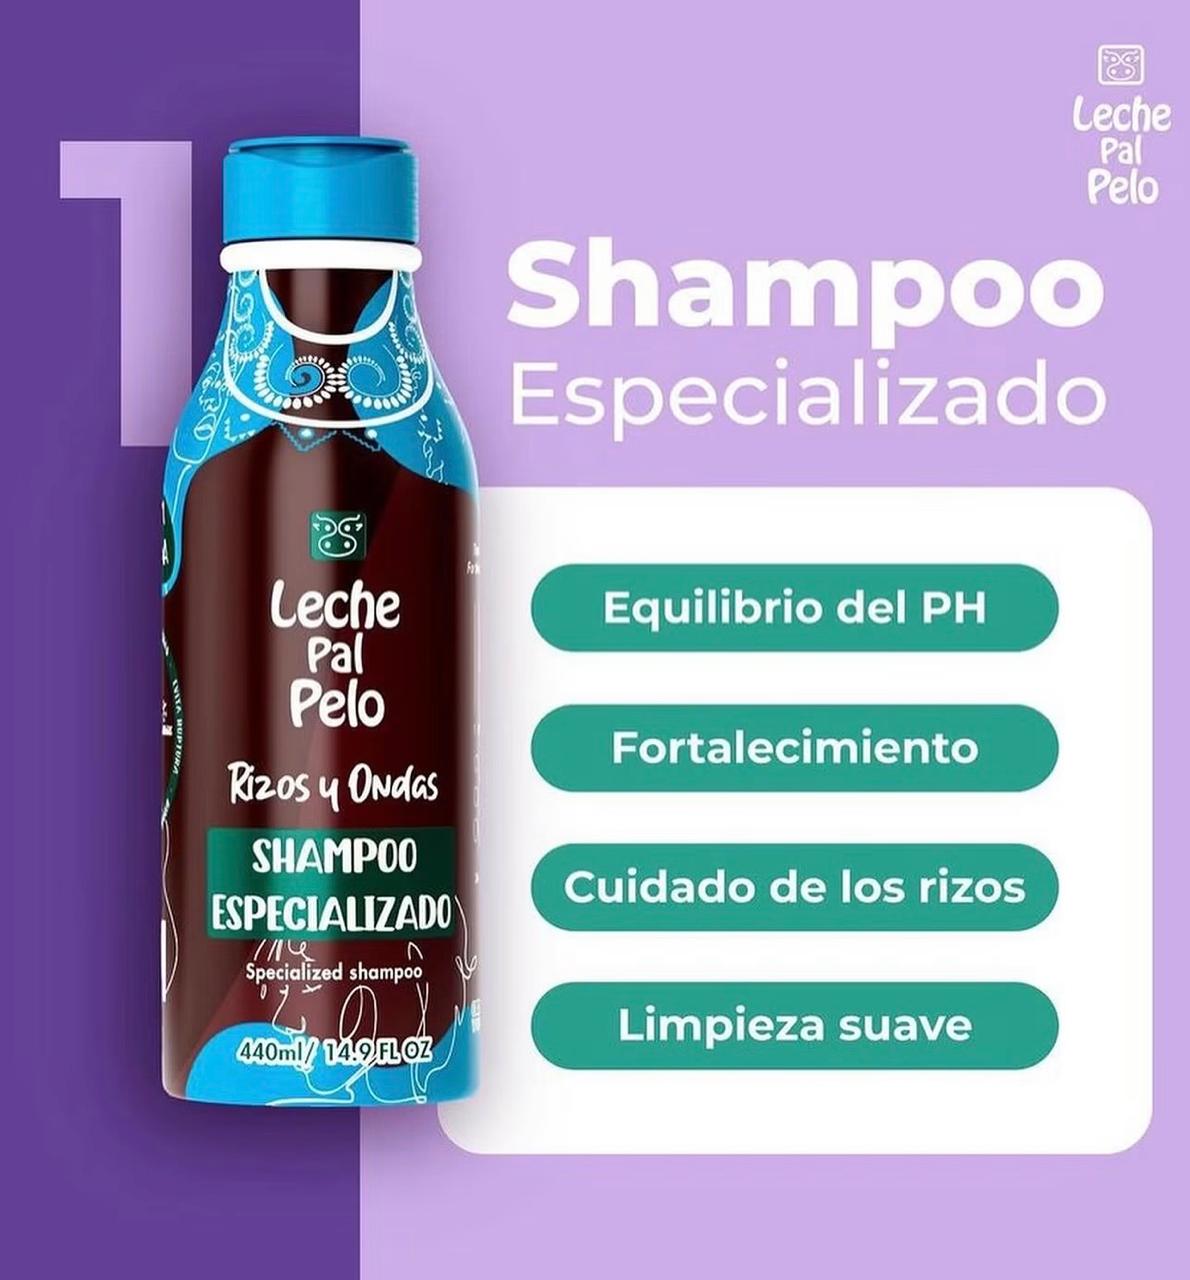 1
Leche
Pal
Pelo
Shampoo
Especializado
Equilibrio del PH
Fortalecimiento
Cuidado de los rizos
Limpieza suave
Leche
Pal
Pelo
Rizos y Ondas
SHAMPOO
ESPECIALIZADO
Specialized shampoo
440ml/ 14.9 FL OZ
RUPTURA